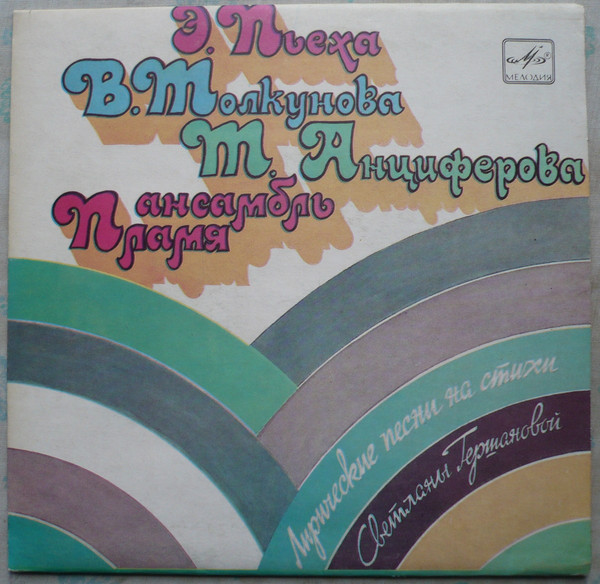 Э. Пьеха
МЕЛОДИЯ
В. Толкунова
Т. Анциферова
ансамбль
Пламя
Лирические песни на стихи
Светланы Гершановой